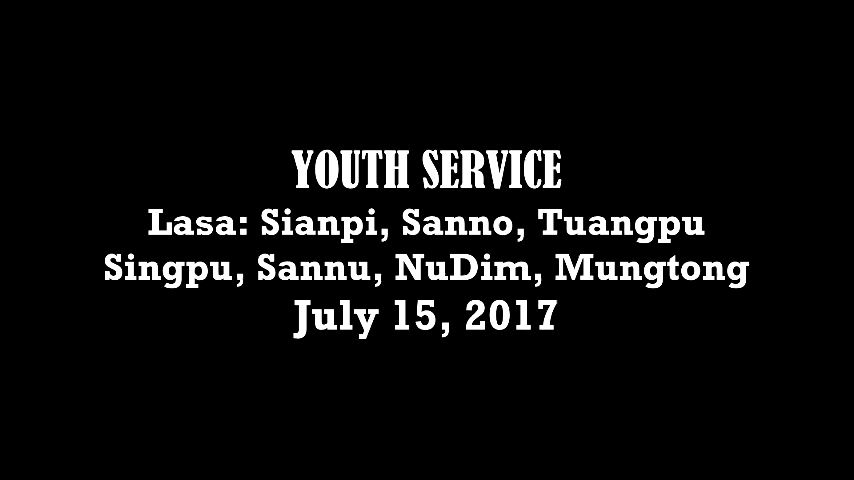 YOUTH SERVICE
Lasa: Sianpi, Sanno, Tuangpu
Singpu, Sannu, NuDim, Mungtong
July 15, 2017